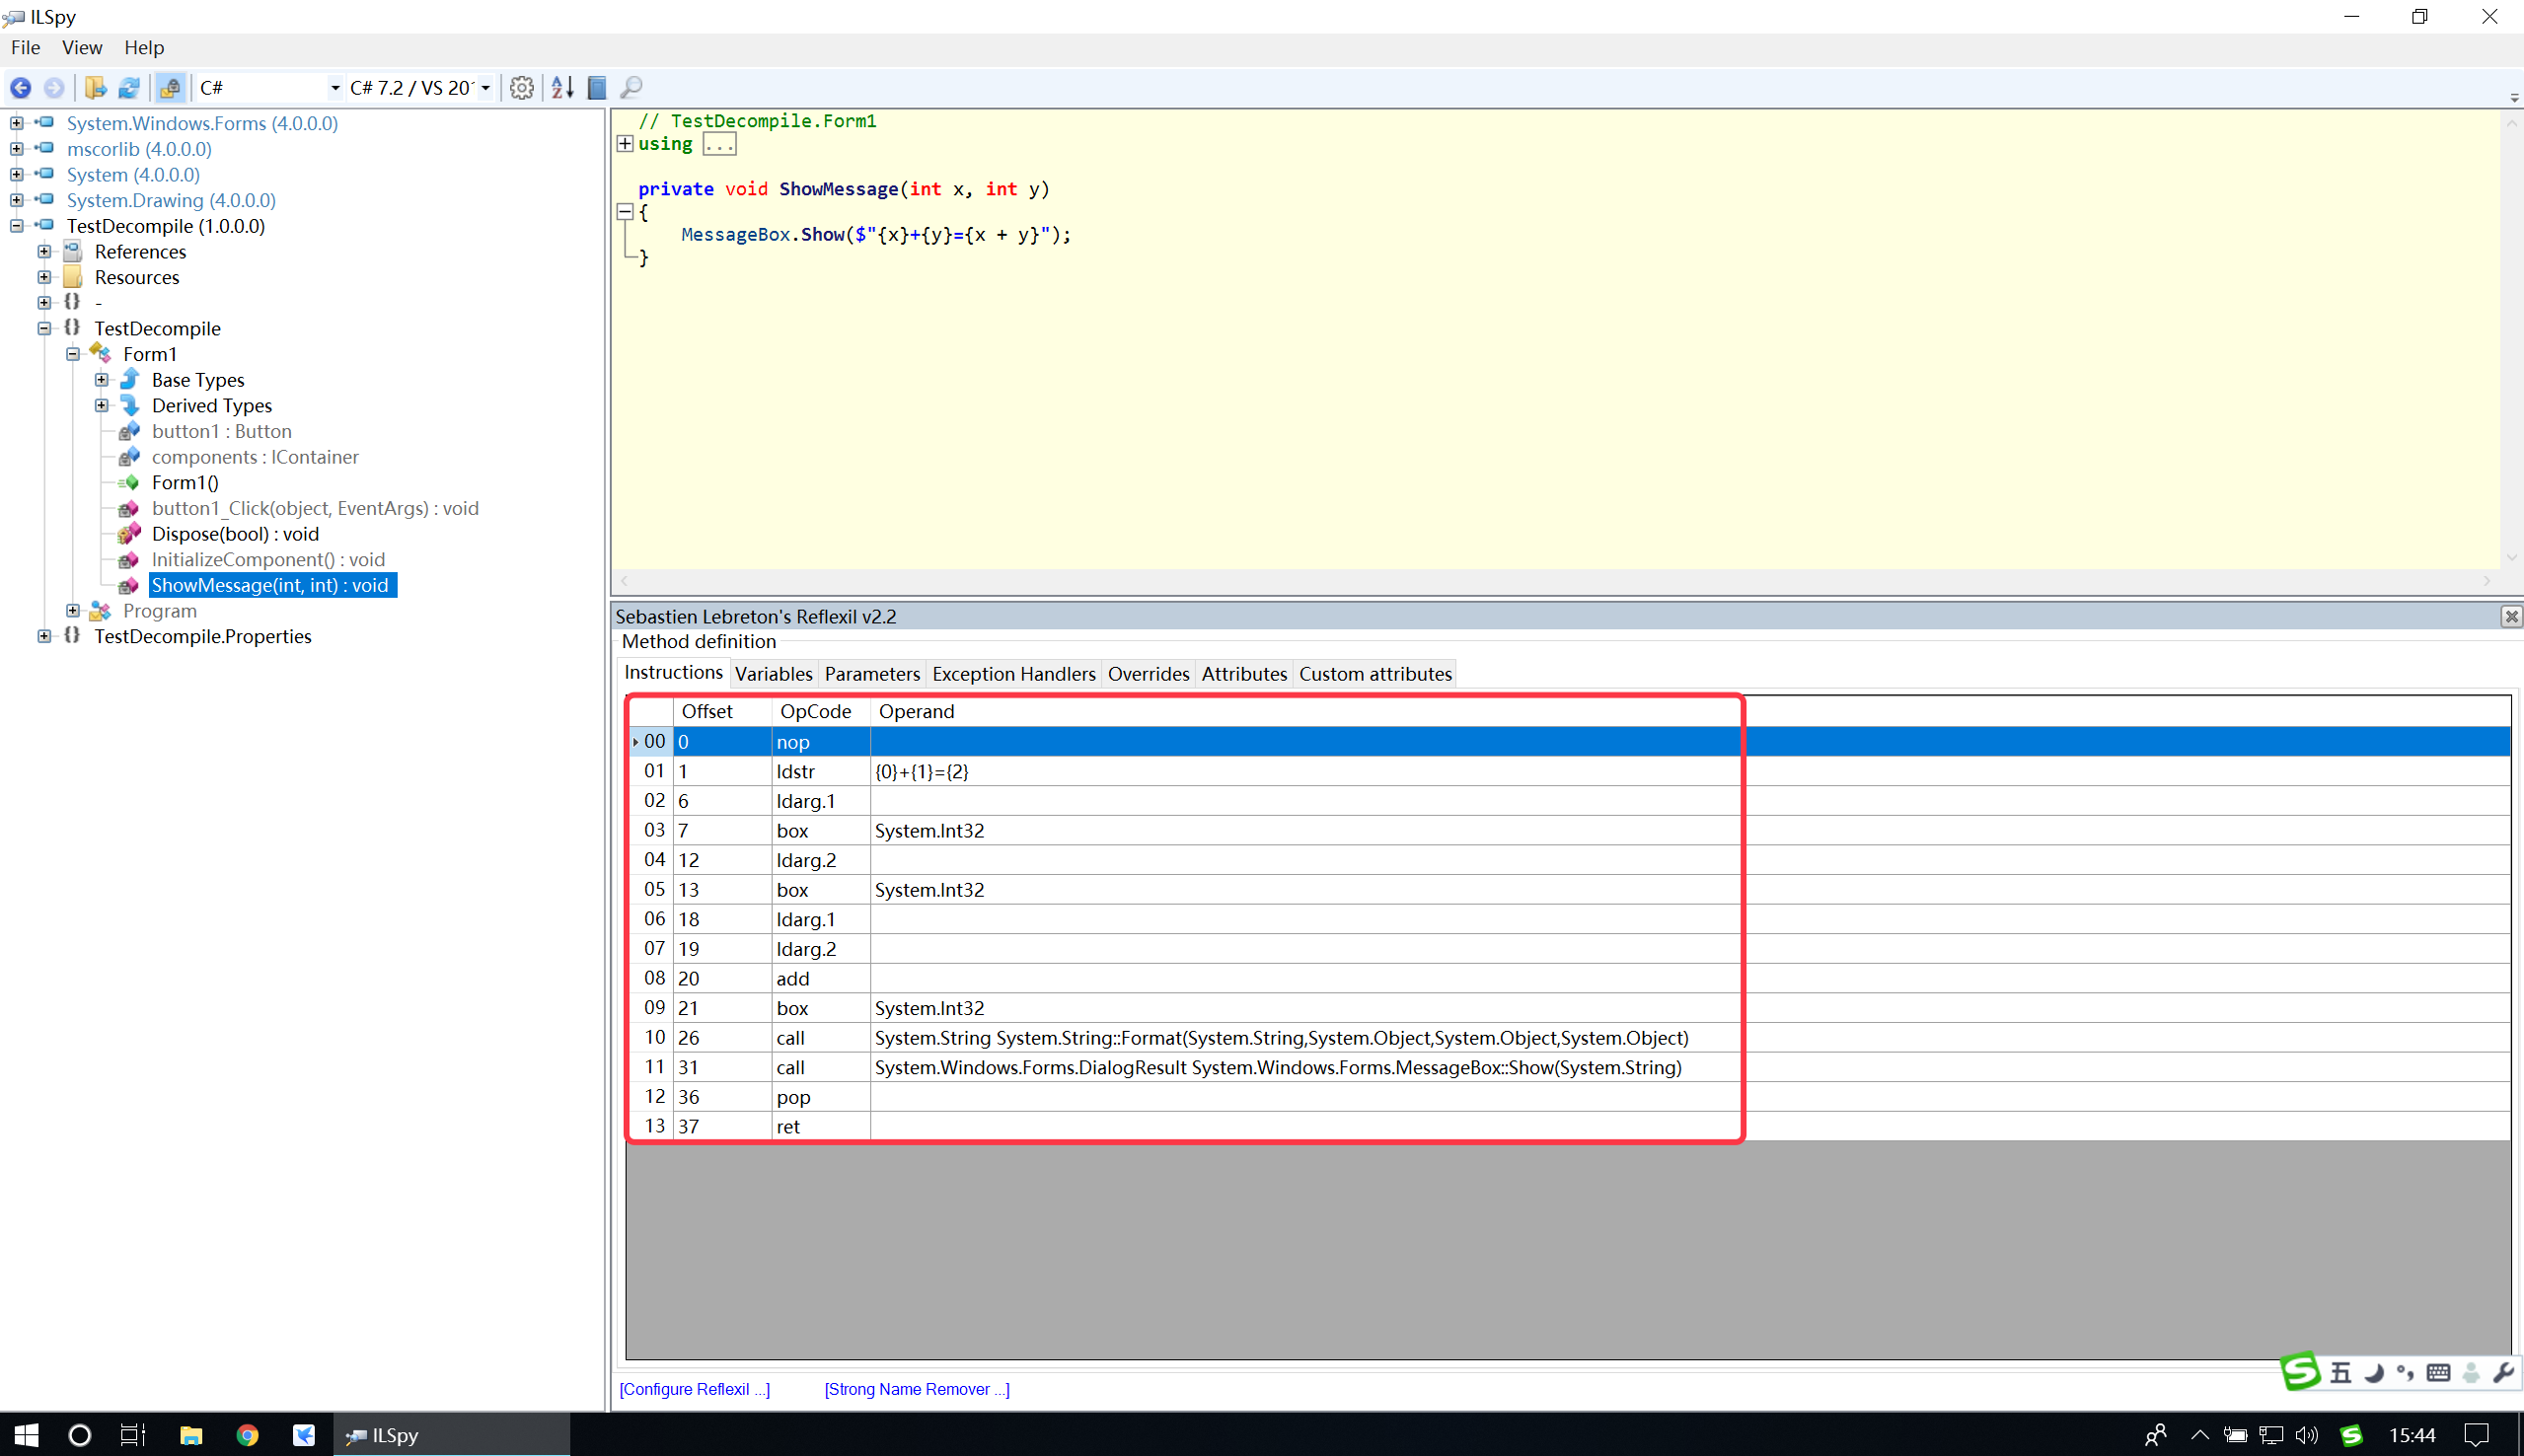 ILSpy
File View Help
C# C# 7.2 / VS 201
System.Windows.Forms (4.0.0.0)
mscorlib (4.0.0.0)
System (4.0.0.0)
System.Drawing (4.0.0.0)
TestDecompile (1.0.0.0)
References
Resources
{} -
{} TestDecompile
Form1
Base Types
Derived Types
button1 : Button
components : IContainer
Form1()
button1_Click(object, EventArgs) : void
Dispose(bool) : void
InitializeComponent() : void
ShowMessage(int, int) : void
Program
{} TestDecompile.Properties
// TestDecompile.Form1
using ...
private void ShowMessage(int x, int y)
{
MessageBox.Show($"{x}+{y}={x + y}");
}
Sebastien Lebreton's Reflexil v2.2
Method definition
Instructions Variables Parameters Exception Handlers Overrides Attributes Custom attributes
Offset OpCode Operand
00 0 nop
01 1 ldstr {0}+{1}={2}
02 6 ldarg.1
03 7 box System.Int32
04 12 ldarg.2
05 13 box System.Int32
06 18 ldarg.1
07 19 ldarg.2
08 20 add
09 21 box System.Int32
10 26 call System.String System.String::Format(System.String,System.Object,System.Object,System.Object)
11 31 call System.Windows.Forms.DialogResult System.Windows.Forms.MessageBox::Show(System.String)
12 36 pop
13 37 ret
[Configure Reflexil ...] [Strong Name Remover ...]
五
ILSpy
15:44